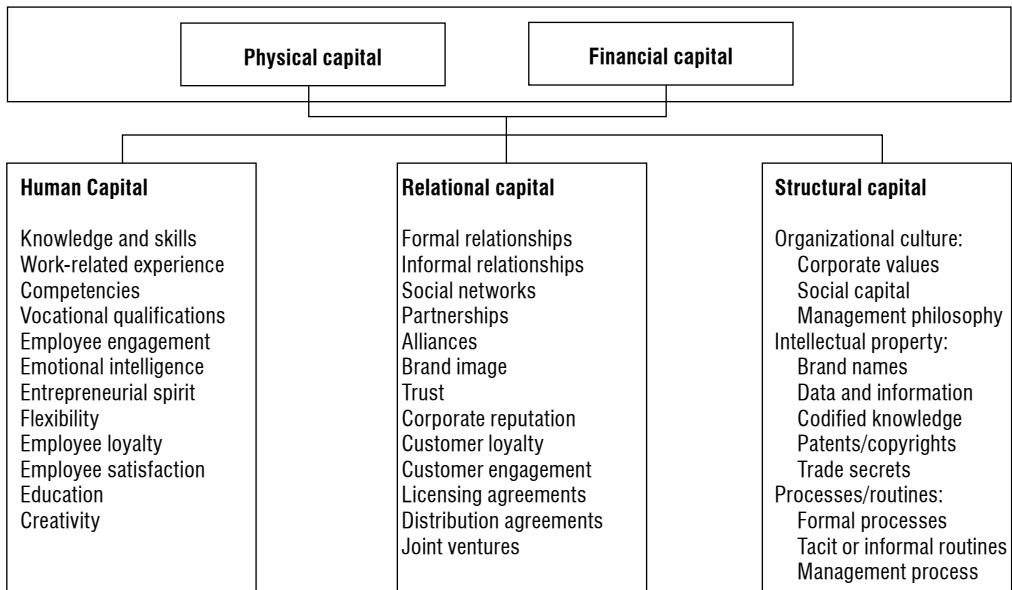 Physical capital
Financial capital
Human Capital
Knowledge and skills
Work-related experience
Competencies
Vocational qualifications
Employee engagement
Emotional intelligence
Entrepreneurial spirit
Flexibility
Employee loyalty
Employee satisfaction
Education
Creativity
Relational capital
Formal relationships
Informal relationships
Social networks
Partnerships
Alliances
Brand image
Trust
Corporate reputation
Customer loyalty
Customer engagement
Licensing agreements
Distribution agreements
Joint ventures
Structural capital
Organizational culture:
Corporate values
Social capital
Management philosophy
Intellectual property:
Brand names
Data and information
Codified knowledge
Patents/copyrights
Trade secrets
Processes/routines:
Formal processes
Tacit or informal routines
Management process